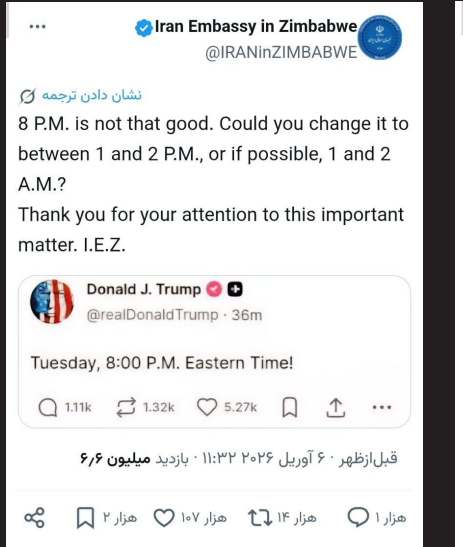 Iran Embassy in Zimbabwe
@IRANinZIMBABWE
نشان دادن ترجمه
8 P.M. is not that good. Could you change it to
between 1 and 2 P.M., or if possible, 1 and 2
A.M.?
Thank you for your attention to this important
matter. I.E.Z.
Donald J. Trump
@realDonaldTrump · 36m
Tuesday, 8:00 P.M. Eastern Time!
1.11k 1.32k 5.27k
۱۱:۳۲ قبل‌ازظهر · ۶ آوریل ۲۰۲۶ · ۶٫۶ میلیون بازدید
۱ هزار ۱۴ هزار ۱۰۷ هزار ۲ هزار